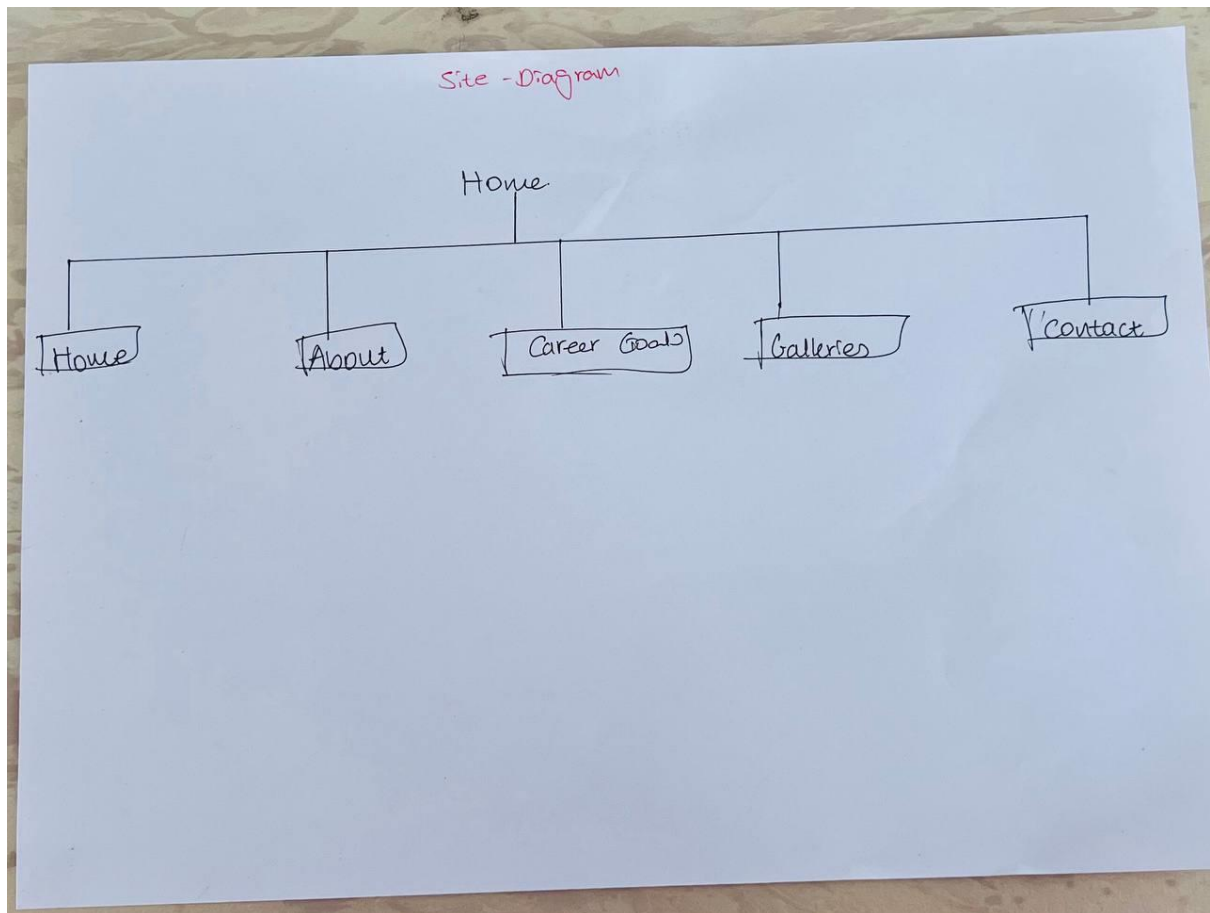 Site - Diagram
Home
Home
About
Career Goals
Galleries
Contact